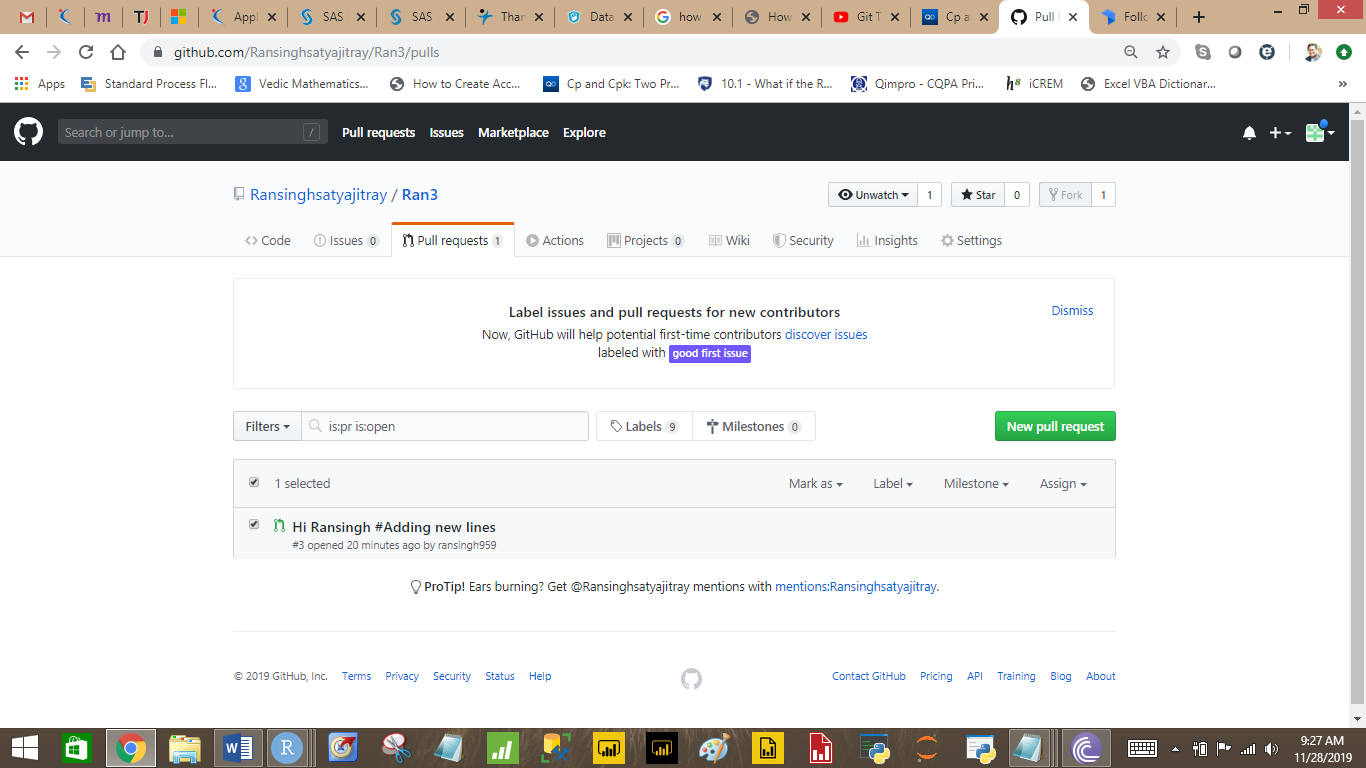 Appl
SAS
SAS
Than
Data
how
How
Git T
Cp a
Pull
Follo
github.com/Ransinghsatyajitray/Ran3/pulls
Apps Standard Process Fl... Vedic Mathematics... How to Create Acc... Cp and Cpk: Two Pr... 10.1 - What if the R... Qimpro - CQPA Pri... iCREM Excel VBA Dictionar... »
Search or jump to... / Pull requests Issues Marketplace Explore
Ransinghsatyajitray / Ran3 Unwatch 1 Star 0 Fork 1
Code Issues 0 Pull requests 1 Actions Projects 0 Wiki Security Insights Settings
Label issues and pull requests for new contributors Dismiss
Now, GitHub will help potential first-time contributors discover issues
labeled with good first issue
Filters is:pr is:open Labels 9 Milestones 0 New pull request
1 selected Mark as Label Milestone Assign
Hi Ransingh #Adding new lines
#3 opened 20 minutes ago by ransingh959
ProTip! Ears burning? Get @Ransinghsatyajitray mentions with mentions:Ransinghsatyajitray.
© 2019 GitHub, Inc. Terms Privacy Security Status Help Contact GitHub Pricing API Training Blog About
9:27 AM
11/28/2019